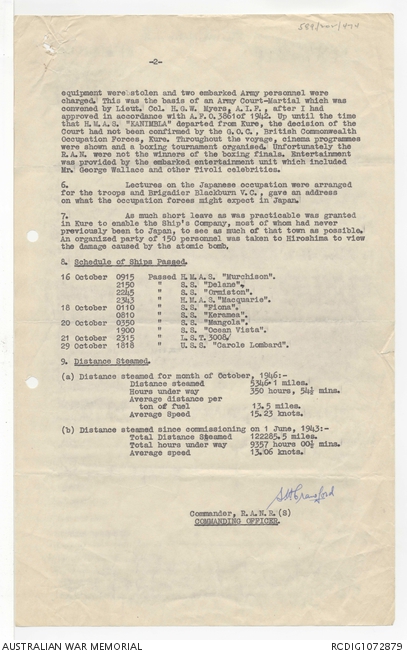 -2-
equipment were stolen and two embarked Army personnel were
charged. This was the basis of an Army Court-Martial which was
convened by Lieut. Col. H.G.W. Myers, A.I.F., after I had
approved in accordance with A.F.O.3861 of 1942. Up until the time
that H.M.A.S. "KANIMBLA" departed from Kure, the decision of the
Court had not been confirmed by the G.O.C., British Commonwealth
Occupation Forces, Kure. Throughout the voyage, cinema programmes
were shown and a boxing tournament organised. Unfortunately the
R.A.N. were not the winners of the boxing finals. Entertainment
was provided by the embarked entertainment unit which included
Mr. George Wallace and other Tivoli celebrities.
6. Lectures on the Japanese occupation were arranged
for the troops and Brigadier Blackburn V.C., gave an address
on what the occupation forces might expect in Japan.
7. As much short leave as was practicable was granted
in Kure to enable the Ship's Company, most of whom had never
previously been to Japan, to see as much of that town as possible.
An organized party of 150 personnel was taken to Hiroshima to view
the damage caused by the atomic bomb.
8. Schedule of Ships Passed.
16 October 0915 Passed H.M.A.S. "Murchison".
2150 " S.S. "Delane".
2245 " S.S. "Ormiston".
2343 " H.M.A.S."Macquarie".
18 October 0110 " S.S. "Fiona".
0810 " S.S. "Keramea".
20 October 0350 " S.S. "Mangola".
1900 " S.S. "Ocean Vista".
21 October 2315 " L.S.T.3008.
29 October 1818 " U.S.S. "Carole Lombard".
9. Distance Steamed.
(a) Distance steamed for month of October, 1946:-
Distance steamed 5346.1 miles.
Hours under way 350 hours, 54½ mins.
Average distance per
ton of fuel 13.5 miles.
Average Speed 15.23 knots.
(b) Distance steamed since commissioning on 1 June, 1943:-
Total Distance Steamed 122285.5 miles.
Total hours under way 9357 hours 00½ mins.
Average speed 13.06 knots.
Commander, R.A.N.R.(S)
COMMANDING OFFICER.
AUSTRALIAN WAR MEMORIAL
RCDIG1072879